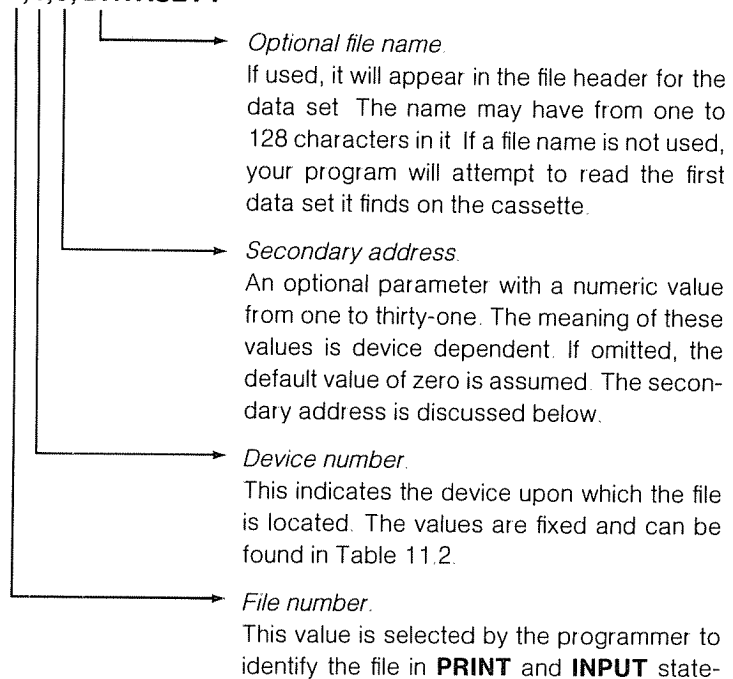 Optional file name.
If used, it will appear in the file header for the
data set The name may have from one to
128 characters in it If a file name is not used,
your program will attempt to read the first
data set it finds on the cassette.
Secondary address.
An optional parameter with a numeric value
from one to thirty-one. The meaning of these
values is device dependent. If omitted, the
default value of zero is assumed. The secon-
dary address is discussed below.
Device number.
This indicates the device upon which the file
is located. The values are fixed and can be
found in Table 11.2.
File number.
This value is selected by the programmer to
identify the file in PRINT and INPUT state-